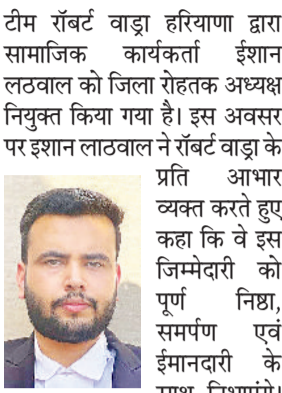 टीम रॉबर्ट वाड्रा हरियाणा द्वारा
सामाजिक कार्यकर्ता ईशान
लठवाल को जिला रोहतक अध्यक्ष
नियुक्त किया गया है। इस अवसर
पर इशान लाठवाल ने रॉबर्ट वाड्रा के
प्रति आभार
व्यक्त करते हुए
कहा कि वे इस
जिम्मेदारी को
पूर्ण निष्ठा,
समर्पण एवं
ईमानदारी के
साथ निभाएंगे।